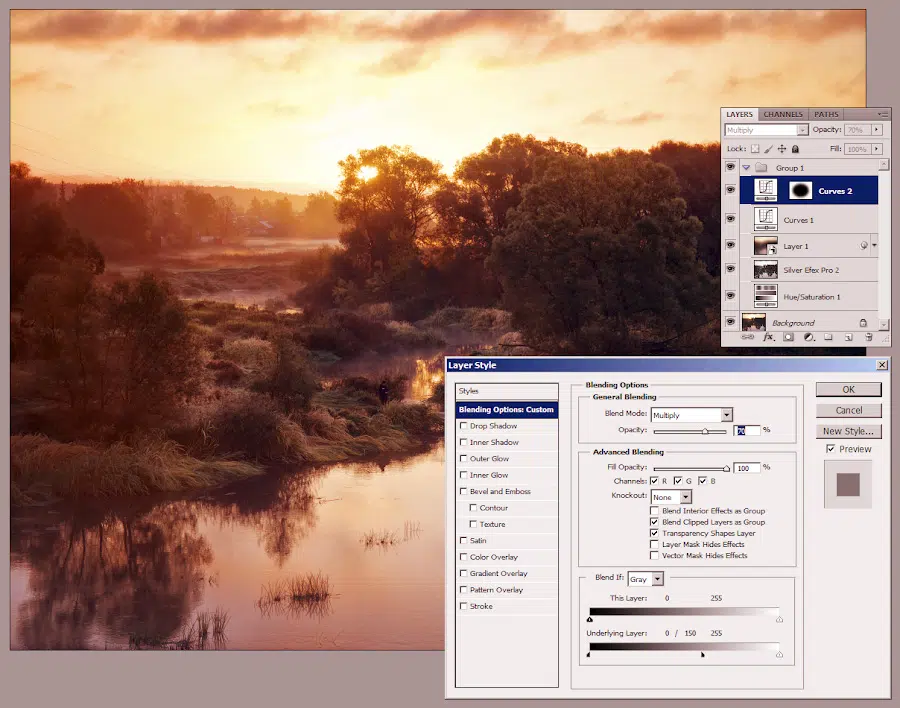 LAYERS CHANNELS PATHS
Multiply Opacity: 70%
Lock: Fill: 100%
Group 1
Curves 2
Curves 1
Layer 1
Silver Efex Pro 2
Hue/Saturation 1
Background
fx.
Layer Style
Styles
Blending Options: Custom
Drop Shadow
Inner Shadow
Outer Glow
Inner Glow
Bevel and Emboss
Contour
Texture
Satin
Color Overlay
Gradient Overlay
Pattern Overlay
Stroke
Blending Options
General Blending
Blend Mode: Multiply
Opacity: 70 %
Advanced Blending
Fill Opacity: 100 %
Channels: R G B
Knockout: None
Blend Interior Effects as Group
Blend Clipped Layers as Group
Transparency Shapes Layer
Layer Mask Hides Effects
Vector Mask Hides Effects
Blend If: Gray
This Layer: 0 255
Underlying Layer: 0 / 150 255
OK
Cancel
New Style...
Preview